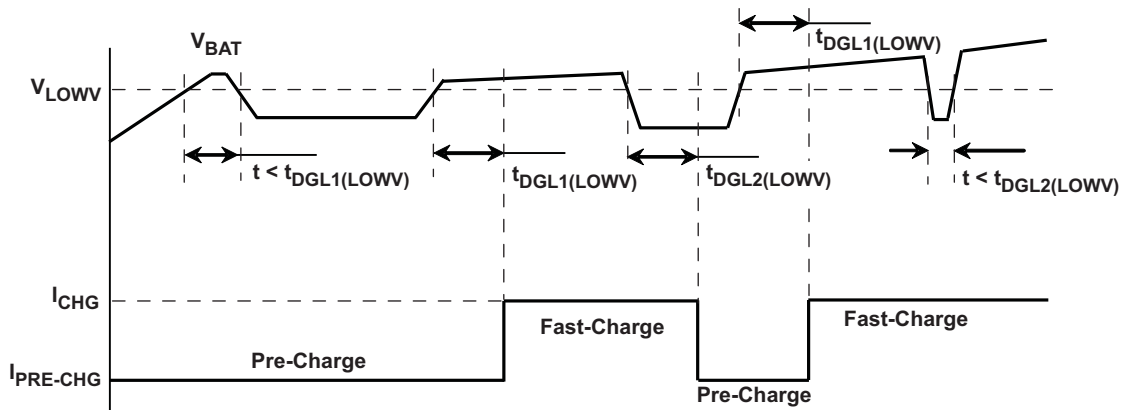 t_DGL1(LOWV)
V_BAT
V_LOWV
t < t_DGL1(LOWV)
t_DGL1(LOWV)
t_DGL2(LOWV)
t < t_DGL2(LOWV)
I_CHG
Fast-Charge
Fast-Charge
Pre-Charge
I_PRE-CHG
Pre-Charge